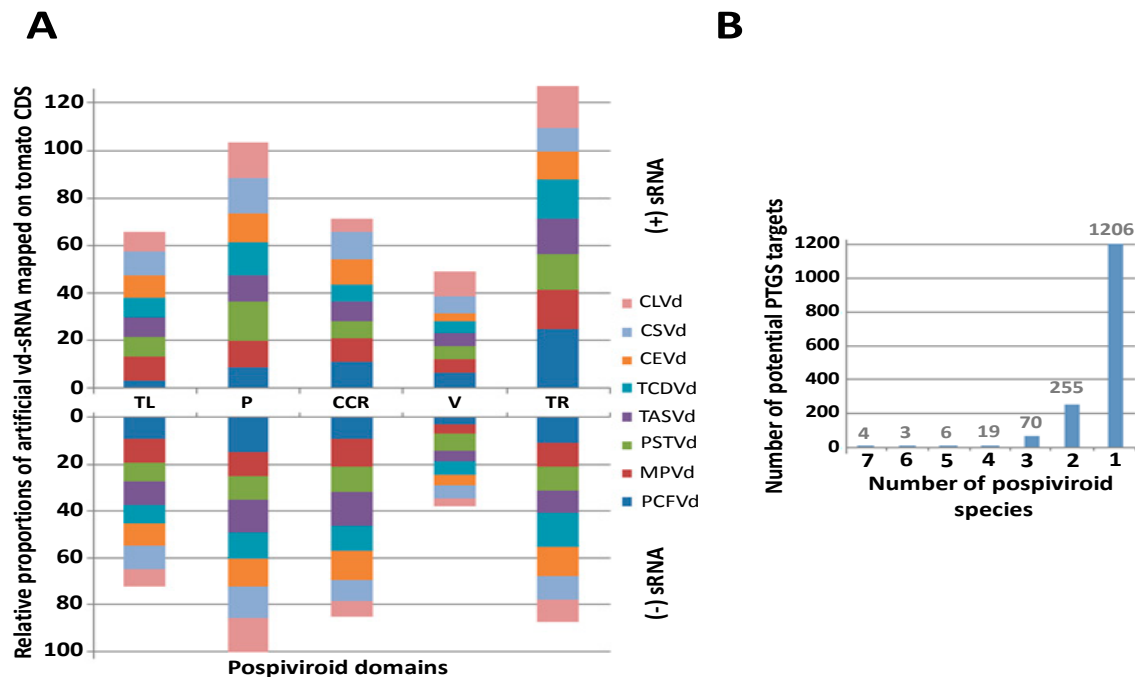 A
Relative proportions of artificial vd-sRNA mapped on tomato CDS
120
100
80
60
40
20
0
TL P CCR V TR
0
20
40
60
80
100
Pospiviroid domains
(+) sRNA
CLVd
CSVd
CEVd
TCDVd
TASVd
PSTVd
MPVd
PCFVd
(-) sRNA
B
Number of potential PTGS targets
1200
1000
800
600
400
200
0
4 3 6 19 70 255 1206
7 6 5 4 3 2 1
Number of pospiviroid
species